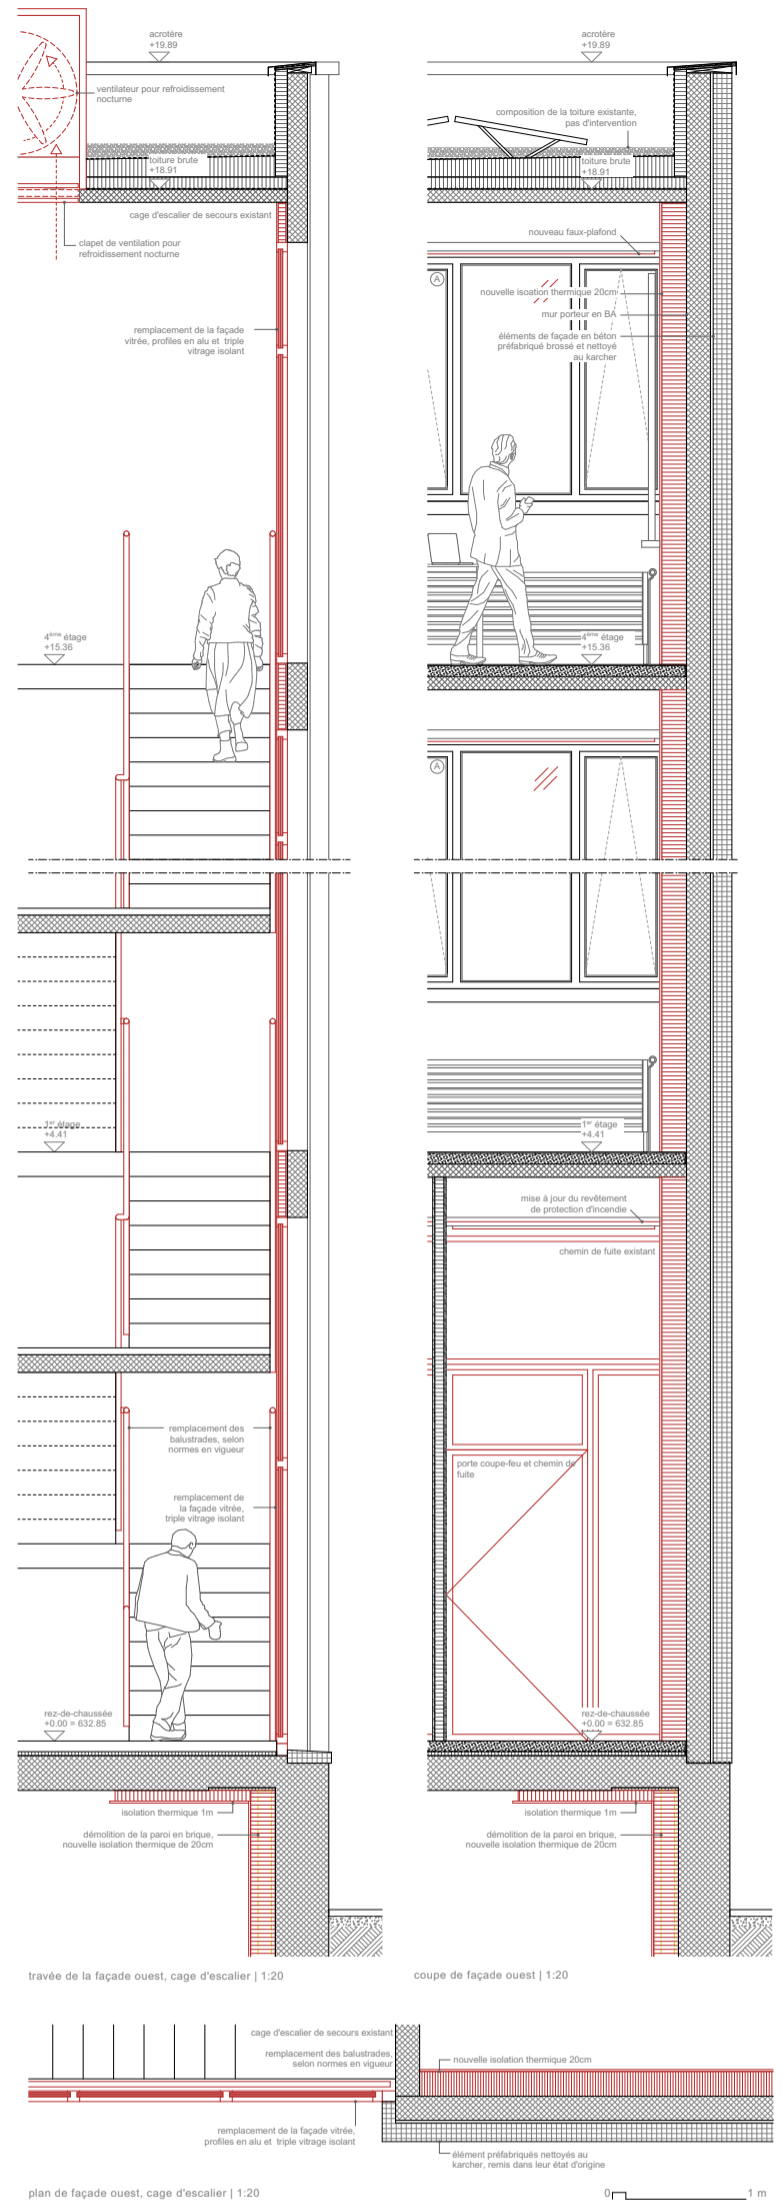 acrotère
+19.89
ventilateur pour refroidissement
nocturne
toiture brute
+18.91
cage d'escalier de secours existant
clapet de ventilation pour
refroidissement nocturne
remplacement de la façade
vitrée, profiles en alu et triple
vitrage isolant
4ème étage
+15.36
1er étage
+4.41
remplacement des
balustrades, selon
normes en vigueur
remplacement de
la façade vitrée,
triple vitrage isolant
rez-de-chaussée
+0.00 = 632.85
isolation thermique 1m
démolition de la paroi en brique,
nouvelle isolation thermique de 20cm
travée de la façade ouest, cage d'escalier | 1:20
acrotère
+19.89
composition de la toiture existante,
pas d'intervention
toiture brute
+18.91
nouveau faux-plafond
A
nouvelle isoation thermique 20cm
mur porteur en BA
éléments de façade en béton
préfabriqué brossé et nettoyé
au karcher
4ème étage
+15.36
A
1er étage
+4.41
mise à jour du revêtement
de protection d'incendie
chemin de fuite existant
porte coupe-feu et chemin de
fuite
rez-de-chaussée
+0.00 = 632.85
isolation thermique 1m
démolition de la paroi en brique,
nouvelle isolation thermique de 20cm
coupe de façade ouest | 1:20
cage d'escalier de secours existant
remplacement des balustrades,
selon normes en vigueur
nouvelle isolation thermique 20cm
remplacement de la façade vitrée,
profiles en alu et triple vitrage isolant
élément préfabriqués nettoyés au
karcher, remis dans leur état d'origine
plan de façade ouest, cage d'escalier | 1:20
0 1 m